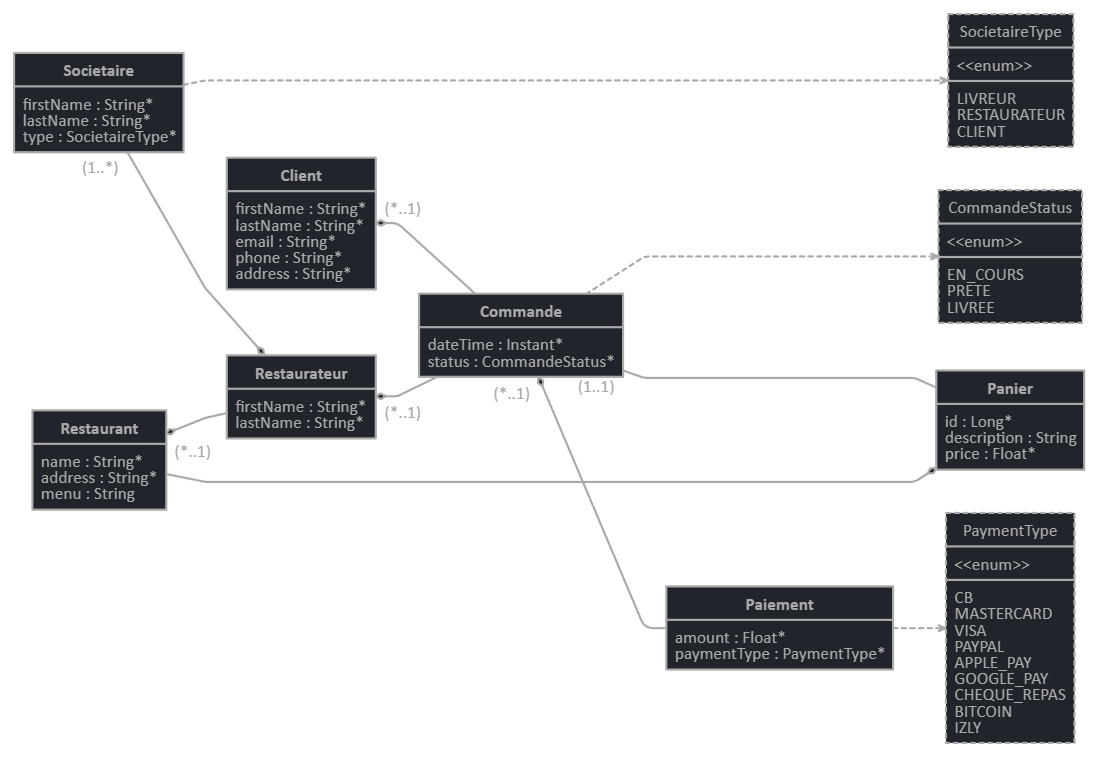 Societaire
firstName : String*
lastName : String*
type : SocietaireType*
(1..*)
SocietaireType
<<enum>>
LIVREUR
RESTAURATEUR
CLIENT
Client
firstName : String*
lastName : String*
email : String*
phone : String*
address : String*
(*..1)
CommandeStatus
<<enum>>
EN_COURS
PRETE
LIVREE
Commande
dateTime : Instant*
status : CommandeStatus*
(*..1)
(1..1)
Restaurateur
firstName : String*
lastName : String*
(*..1)
Panier
id : Long*
description : String
price : Float*
Restaurant
name : String*
address : String*
menu : String
(*..1)
PaymentType
<<enum>>
CB
MASTERCARD
VISA
PAYPAL
APPLE_PAY
GOOGLE_PAY
CHEQUE_REPAS
BITCOIN
IZLY
Paiement
amount : Float*
paymentType : PaymentType*